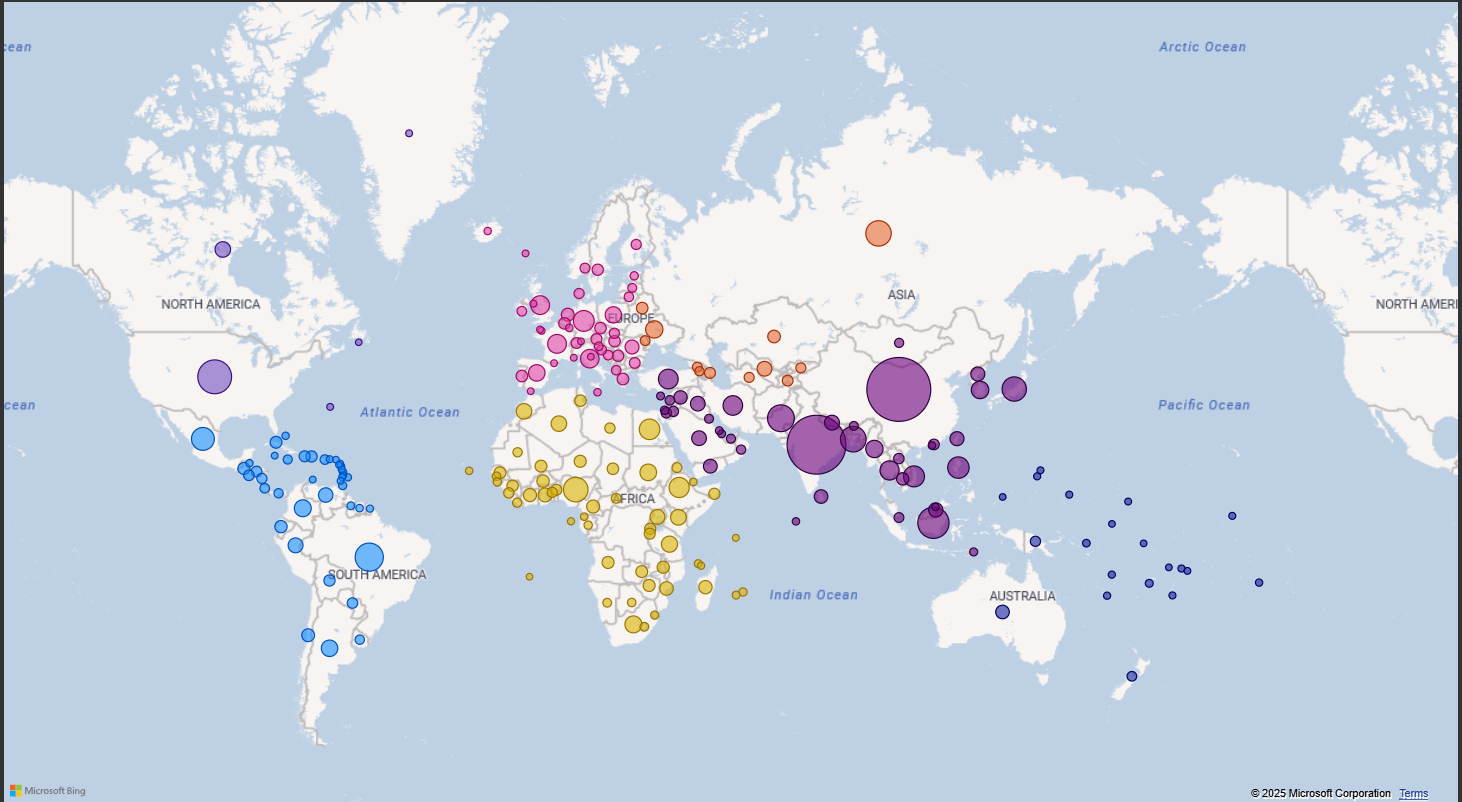 cean
Arctic Ocean
ASIA
NORTH AMERICA
NORTH AMERI
EUROPE
cean
Atlantic Ocean
Pacific Ocean
AFRICA
SOUTH AMERICA
Indian Ocean
AUSTRALIA
Microsoft Bing
© 2025 Microsoft Corporation Terms